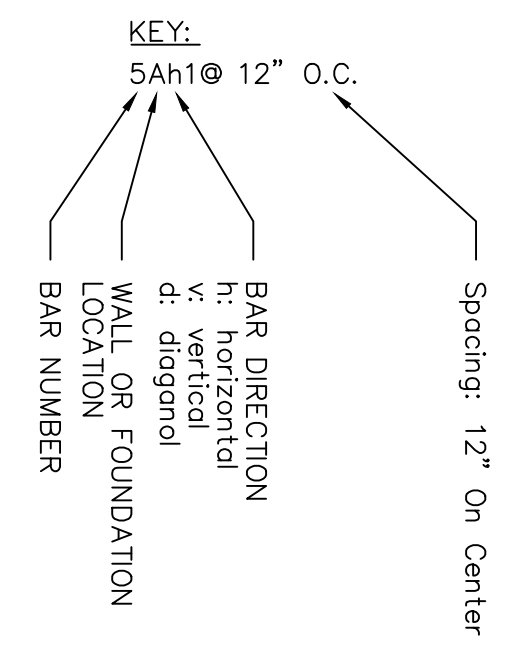 KEY:
5Ah1@ 12” O.C.
BAR NUMBER
WALL OR FOUNDATION
LOCATION
BAR DIRECTION
h: horizontal
v: vertical
d: diaganol
Spacing: 12” On Center